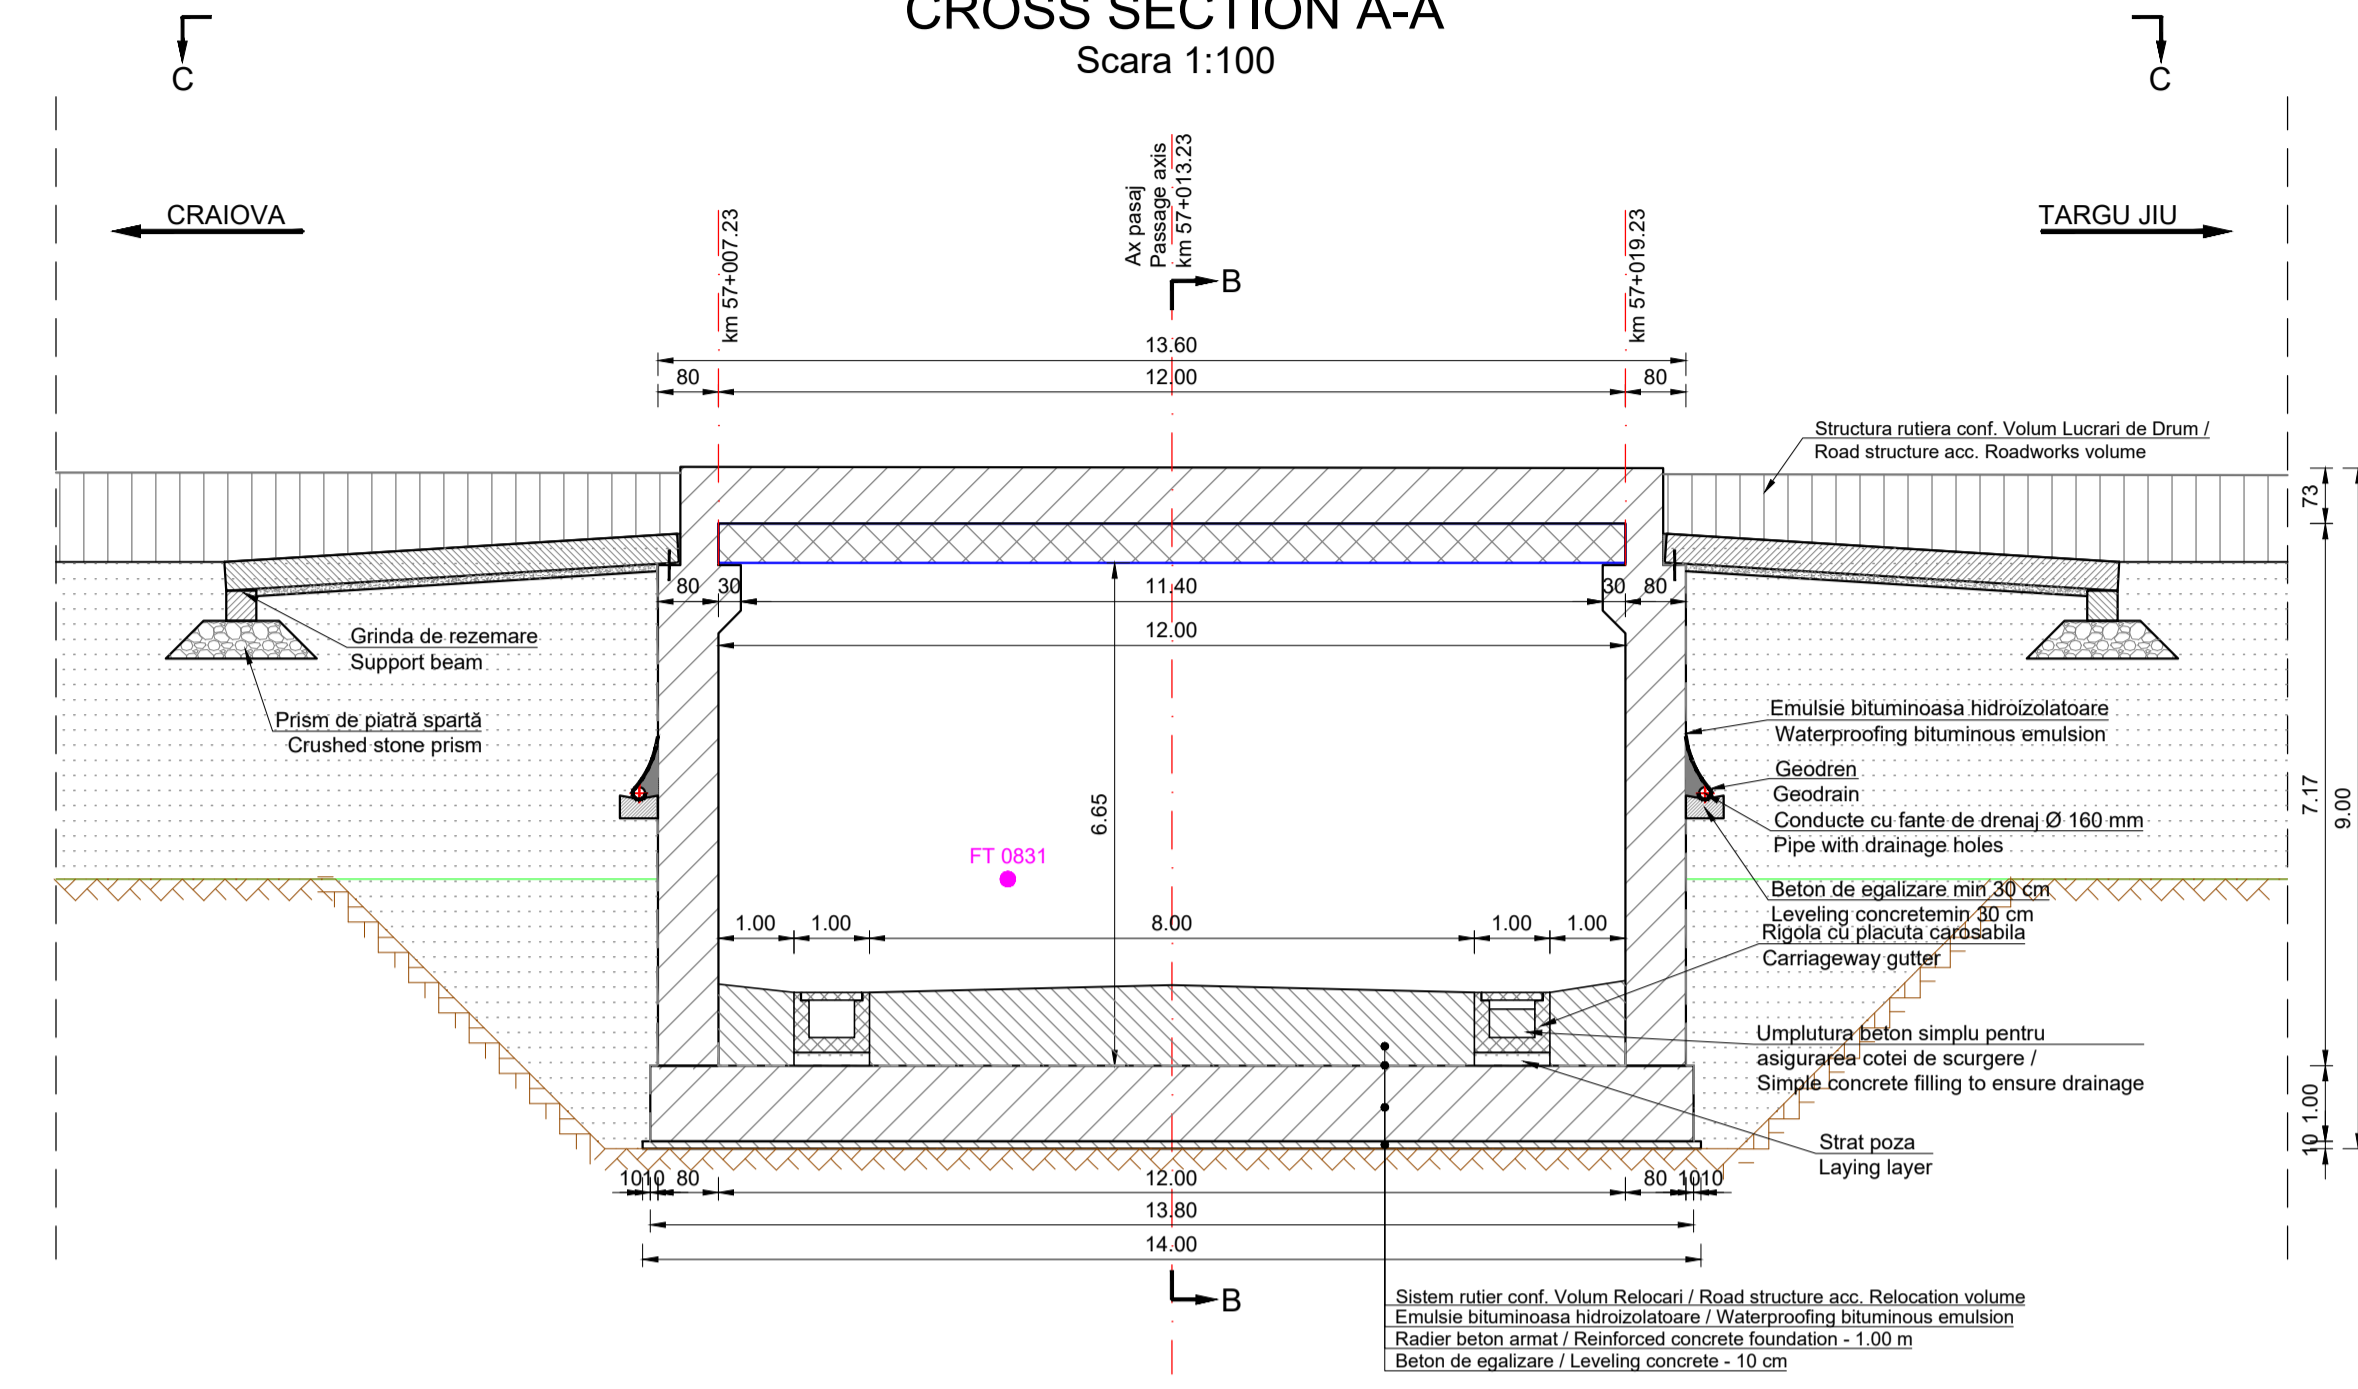 CROSS SECTION A-A
Scara 1:100
C
C
CRAIOVA
TARGU JIU
km 57+007.23
Ax pasaj
Passage axis
km 57+013.23
km 57+019.23
B
13.60
80
12.00
80
Structura rutiera conf. Volum Lucrari de Drum /
Road structure acc. Roadworks volume
73
80
30
11.40
30
80
12.00
Grinda de rezemare
Support beam
Prism de piatră spartă
Crushed stone prism
Emulsie bituminoasa hidroizolatoare
Waterproofing bituminous emulsion
Geodren
Geodrain
Conducte cu fante de drenaj Ø 160 mm
Pipe with drainage holes
6.65
7.17
9.00
FT 0831
Beton de egalizare min 30 cm
Leveling concretemin 30 cm
1.00
1.00
8.00
1.00
1.00
Rigola cu placuta carosabila
Carriageway gutter
Umplutura beton simplu pentru
asigurarea cotei de scurgere /
Simple concrete filling to ensure drainage
1.00
10
Strat poza
Laying layer
10
10
80
12.00
80
10
10
13.80
14.00
B
Sistem rutier conf. Volum Relocari / Road structure acc. Relocation volume
Emulsie bituminoasa hidroizolatoare / Waterproofing bituminous emulsion
Radier beton armat / Reinforced concrete foundation - 1.00 m
Beton de egalizare / Leveling concrete - 10 cm